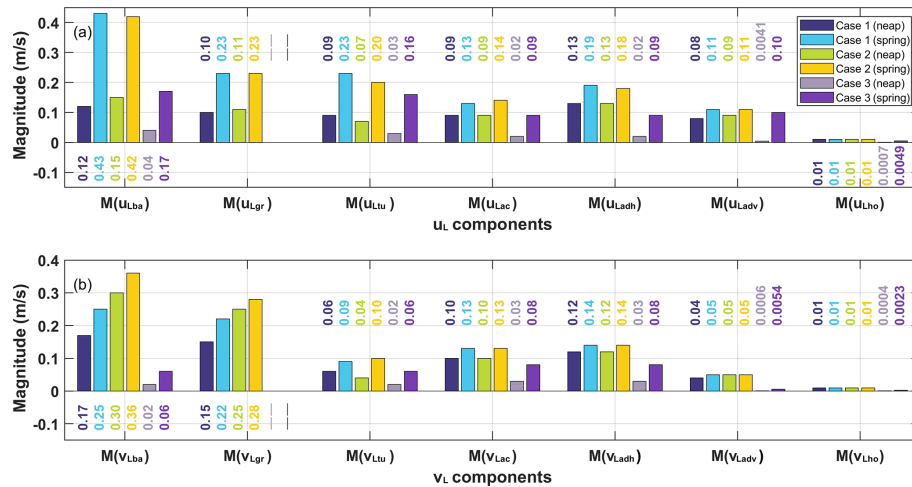 (a)
Magnitude (m/s)
0.4
0.3
0.2
0.1
0
-0.1
0.10 0.23 0.11 0.23 — —
0.09 0.23 0.07 0.20 0.03 0.16
0.09 0.13 0.09 0.14 0.02 0.09
0.13 0.19 0.13 0.18 0.02 0.09
0.08 0.11 0.09 0.11 0.0041 0.10
Case 1 (neap)
Case 1 (spring)
Case 2 (neap)
Case 2 (spring)
Case 3 (neap)
Case 3 (spring)
0.12 0.43 0.15 0.42 0.04 0.17
0.01 0.01 0.01 0.01 0.0007 0.0049
M(uLba) M(uLgr) M(uLtu) M(uLac) M(uLadh) M(uLadv) M(uLho)
uL components
(b)
Magnitude (m/s)
0.4
0.3
0.2
0.1
0
-0.1
0.06 0.09 0.04 0.10 0.02 0.06
0.10 0.13 0.10 0.13 0.03 0.08
0.12 0.14 0.12 0.14 0.03 0.08
0.04 0.05 0.05 0.05 0.0006 0.0054
0.01 0.01 0.01 0.01 0.0004 0.0023
0.17 0.25 0.30 0.36 0.02 0.06
0.15 0.22 0.25 0.28 — —
M(vLba) M(vLgr) M(vLtu) M(vLac) M(vLadh) M(vLadv) M(vLho)
vL components